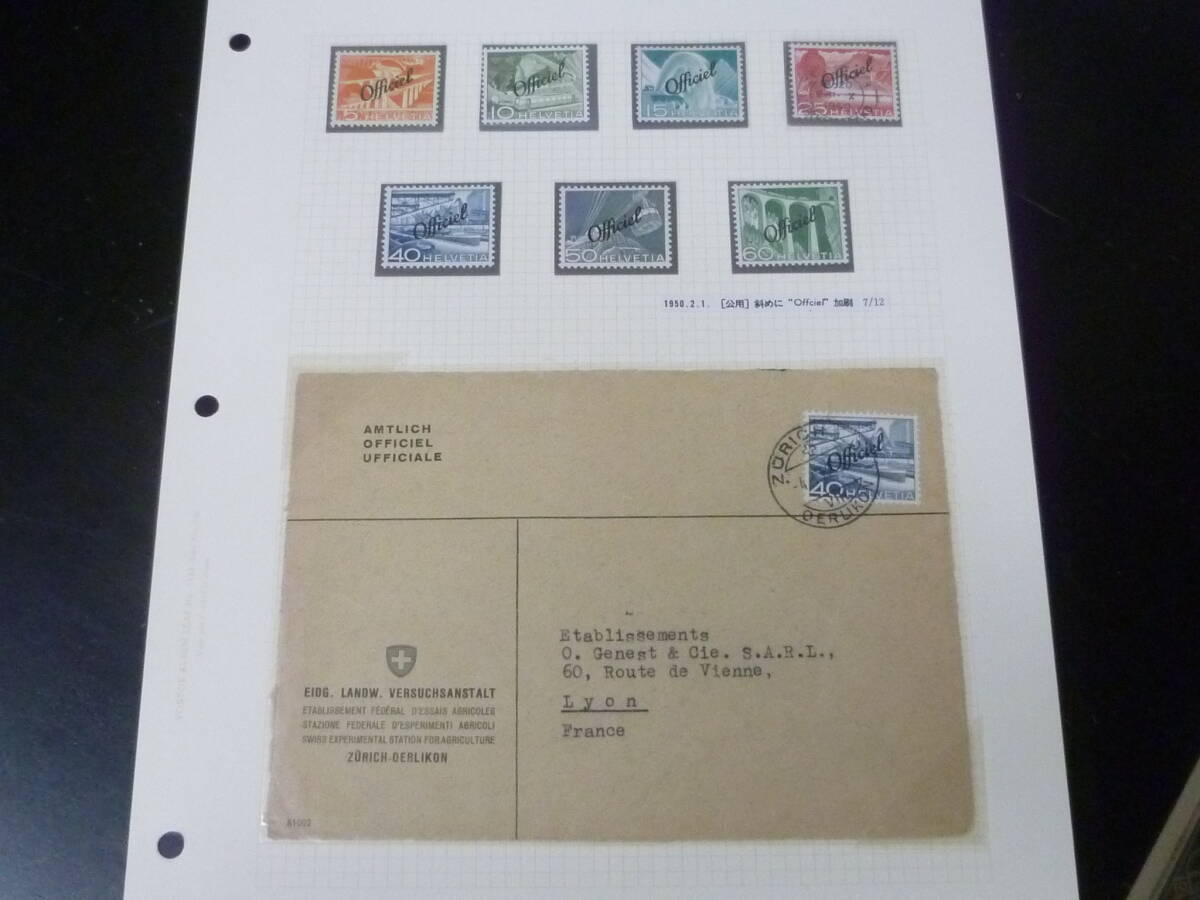 Officiel
5 HELVETIA
Officiel
10 HELVETIA
Officiel
15 HELVETIA
Officiel
25 HELVETIA
Officiel
40 HELVETIA
Officiel
50 HELVETIA
Officiel
60 HELVETIA
1950.2.1. [公用] 斜めに "Offciel" 加刷 7/12
AMTLICH
OFFICIEL
UFFICIALE
ZÜRICH
OERLIKON
Officiel
40 HELVETIA
EIDG. LANDW. VERSUCHSANSTALT
ETABLISSEMENT FÉDÉRAL D'ESSAIS AGRICOLES
STAZIONE FEDERALE D'ESPERIMENTI AGRICOLI
SWISS EXPERIMENTAL STATION FOR AGRICULTURE
ZÜRICH-OERLIKON
Etablissements
O. Genest & Cie. S.A.R.L.,
60, Route de Vienne,
Lyon
France